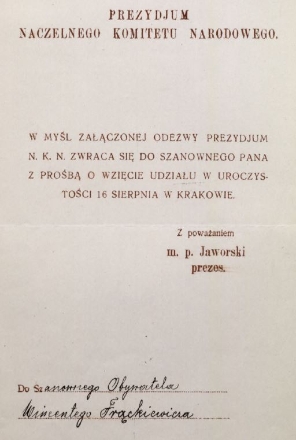 PREZYDJUM
NACZELNEGO KOMITETU NARODOWEGO.
W MYŚL ZAŁĄCZONEJ ODEZWY PREZYDJUM
N. K. N. ZWRACA SIĘ DO SZANOWNEGO PANA
Z PROŚBĄ O WZIĘCIE UDZIAŁU W UROCZYS-
TOŚCI 16 SIERPNIA W KRAKOWIE.
Z poważaniem
m. p. Jaworski
prezes.
Do Szanownego Obywatela
Wincentego Frąckiewicza